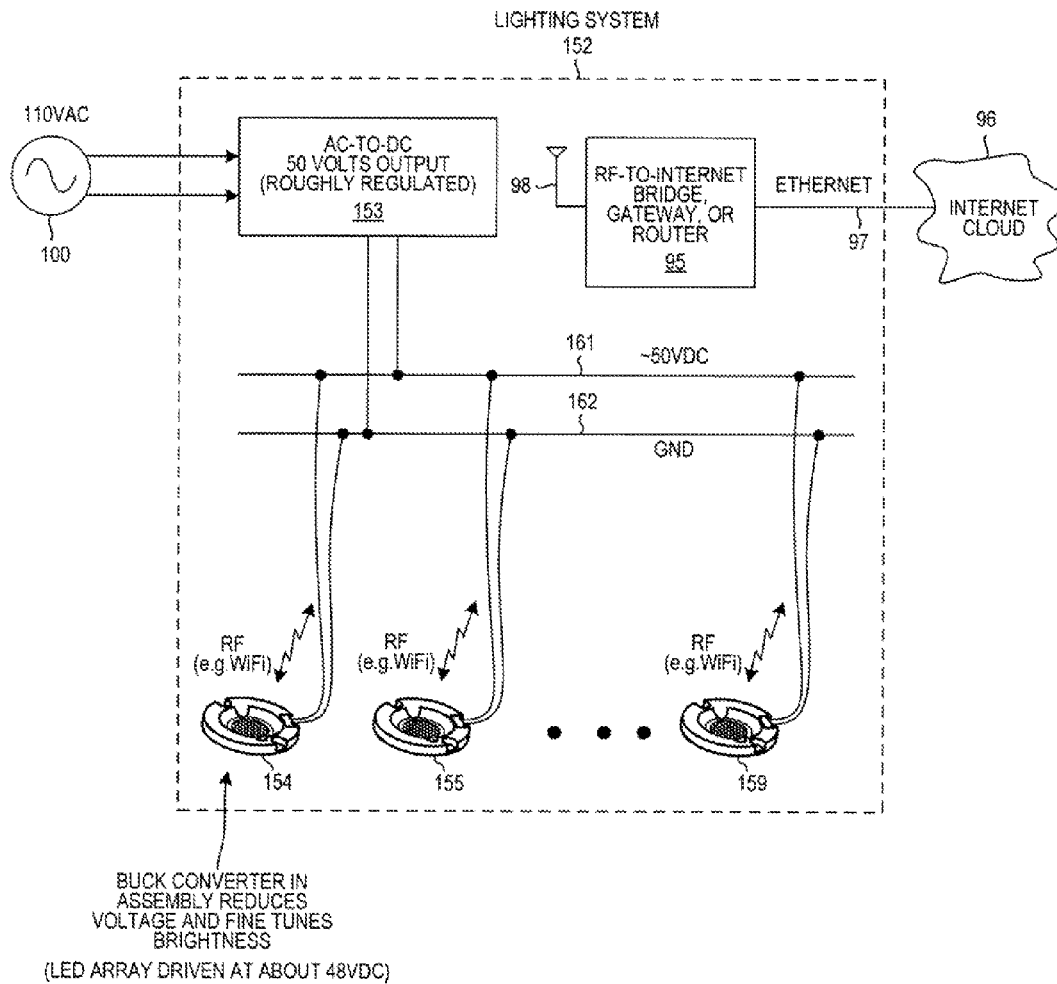 LIGHTING SYSTEM
152
110VAC
100
AC-TO-DC
50 VOLTS OUTPUT
(ROUGHLY REGULATED)
153
98
RF-TO-INTERNET
BRIDGE,
GATEWAY, OR
ROUTER
95
ETHERNET
97
96
INTERNET
CLOUD
161
~50VDC
162
GND
RF
(e.g.WiFi)
RF
(e.g.WiFi)
RF
(e.g.WiFi)
154
155
159
BUCK CONVERTER IN
ASSEMBLY REDUCES
VOLTAGE AND FINE TUNES
BRIGHTNESS
(LED ARRAY DRIVEN AT ABOUT 48VDC)